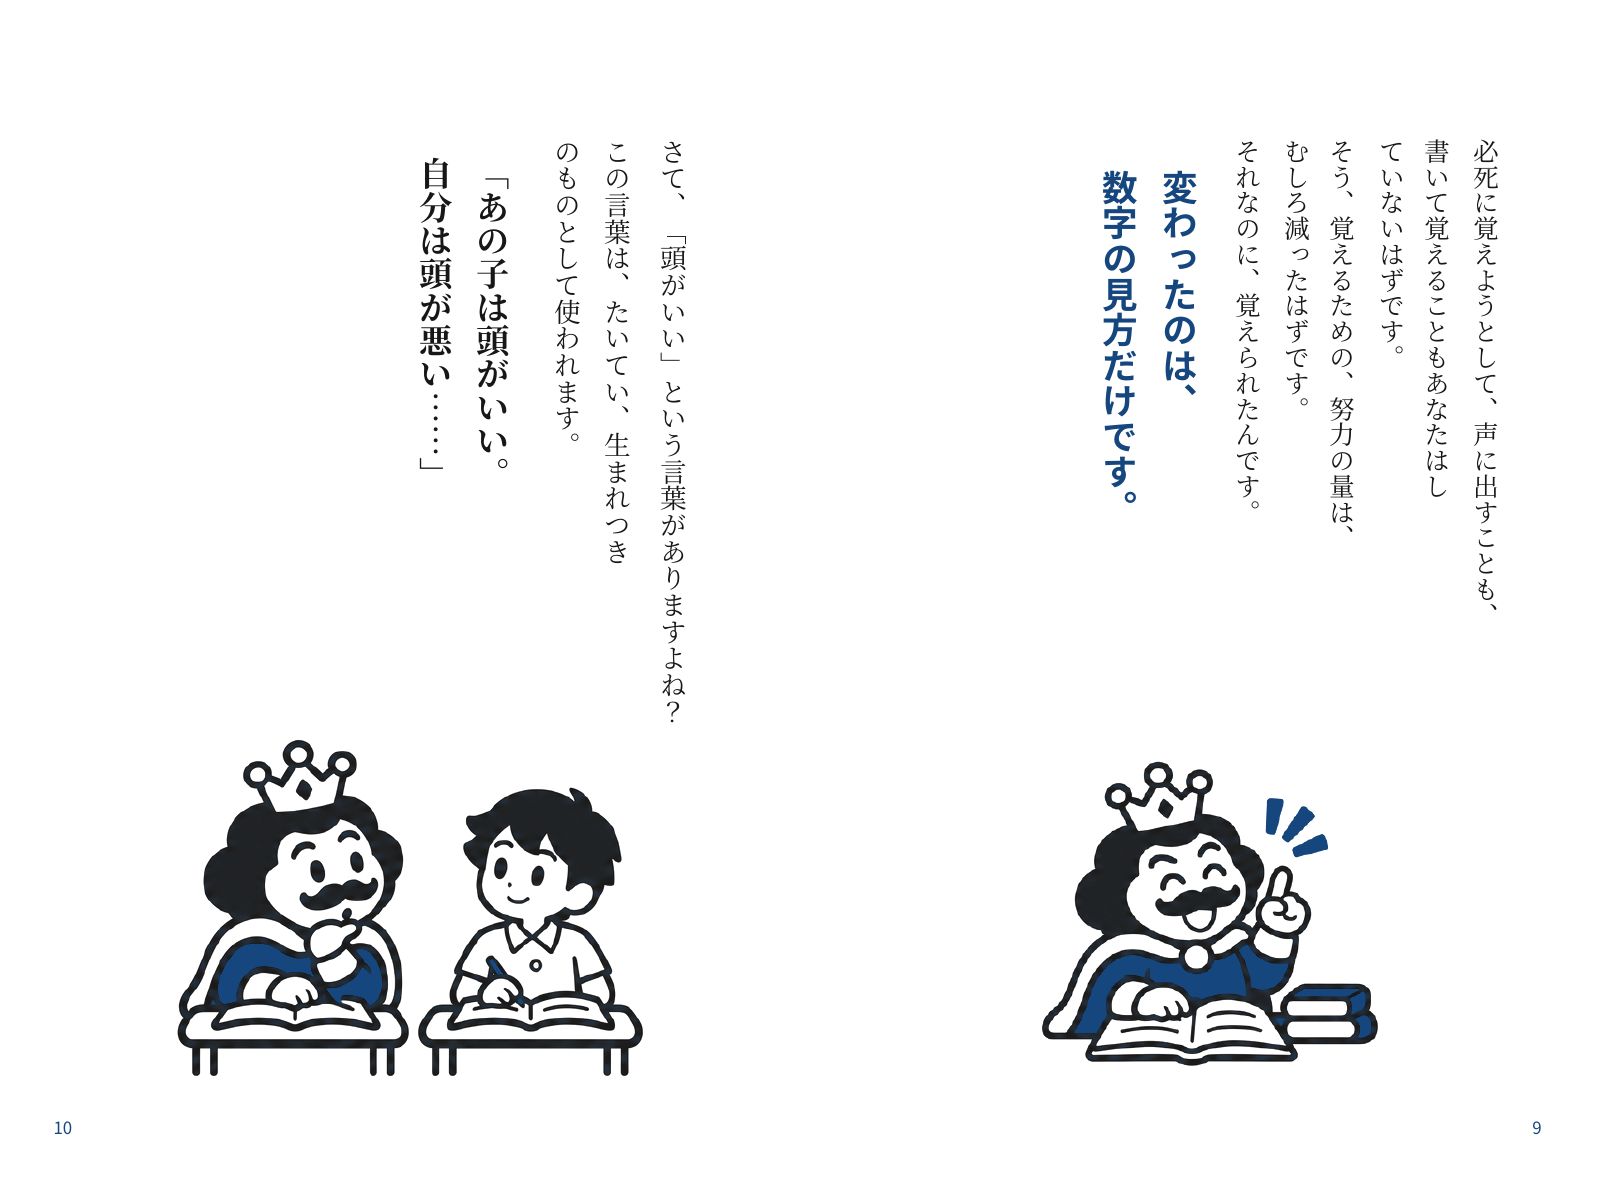 必死に覚えようとして、声に出すことも、
書いて覚えることもあなたはし
ていないはずです。
そう、覚えるための、努力の量は、
むしろ減ったはずです。
それなのに、覚えられたんです。
変わったのは、
数字の見方だけです。
9
さて、「頭がいい」という言葉がありますよね？
この言葉は、たいてい、生まれつき
のものとして使われます。
「あの子は頭がいい。
自分は頭が悪い……」
10